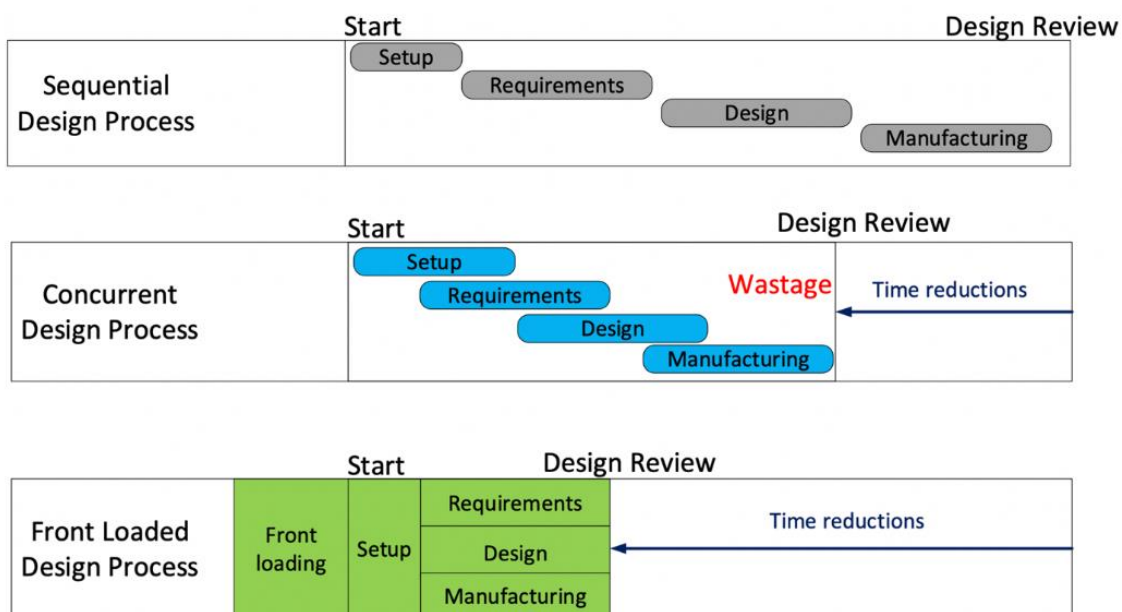 Start
Design Review
Sequential
Design Process
Setup
Requirements
Design
Manufacturing
Start
Design Review
Concurrent
Design Process
Setup
Requirements
Design
Manufacturing
Wastage
Time reductions
Start
Design Review
Front Loaded
Design Process
Front
loading
Setup
Requirements
Design
Manufacturing
Time reductions